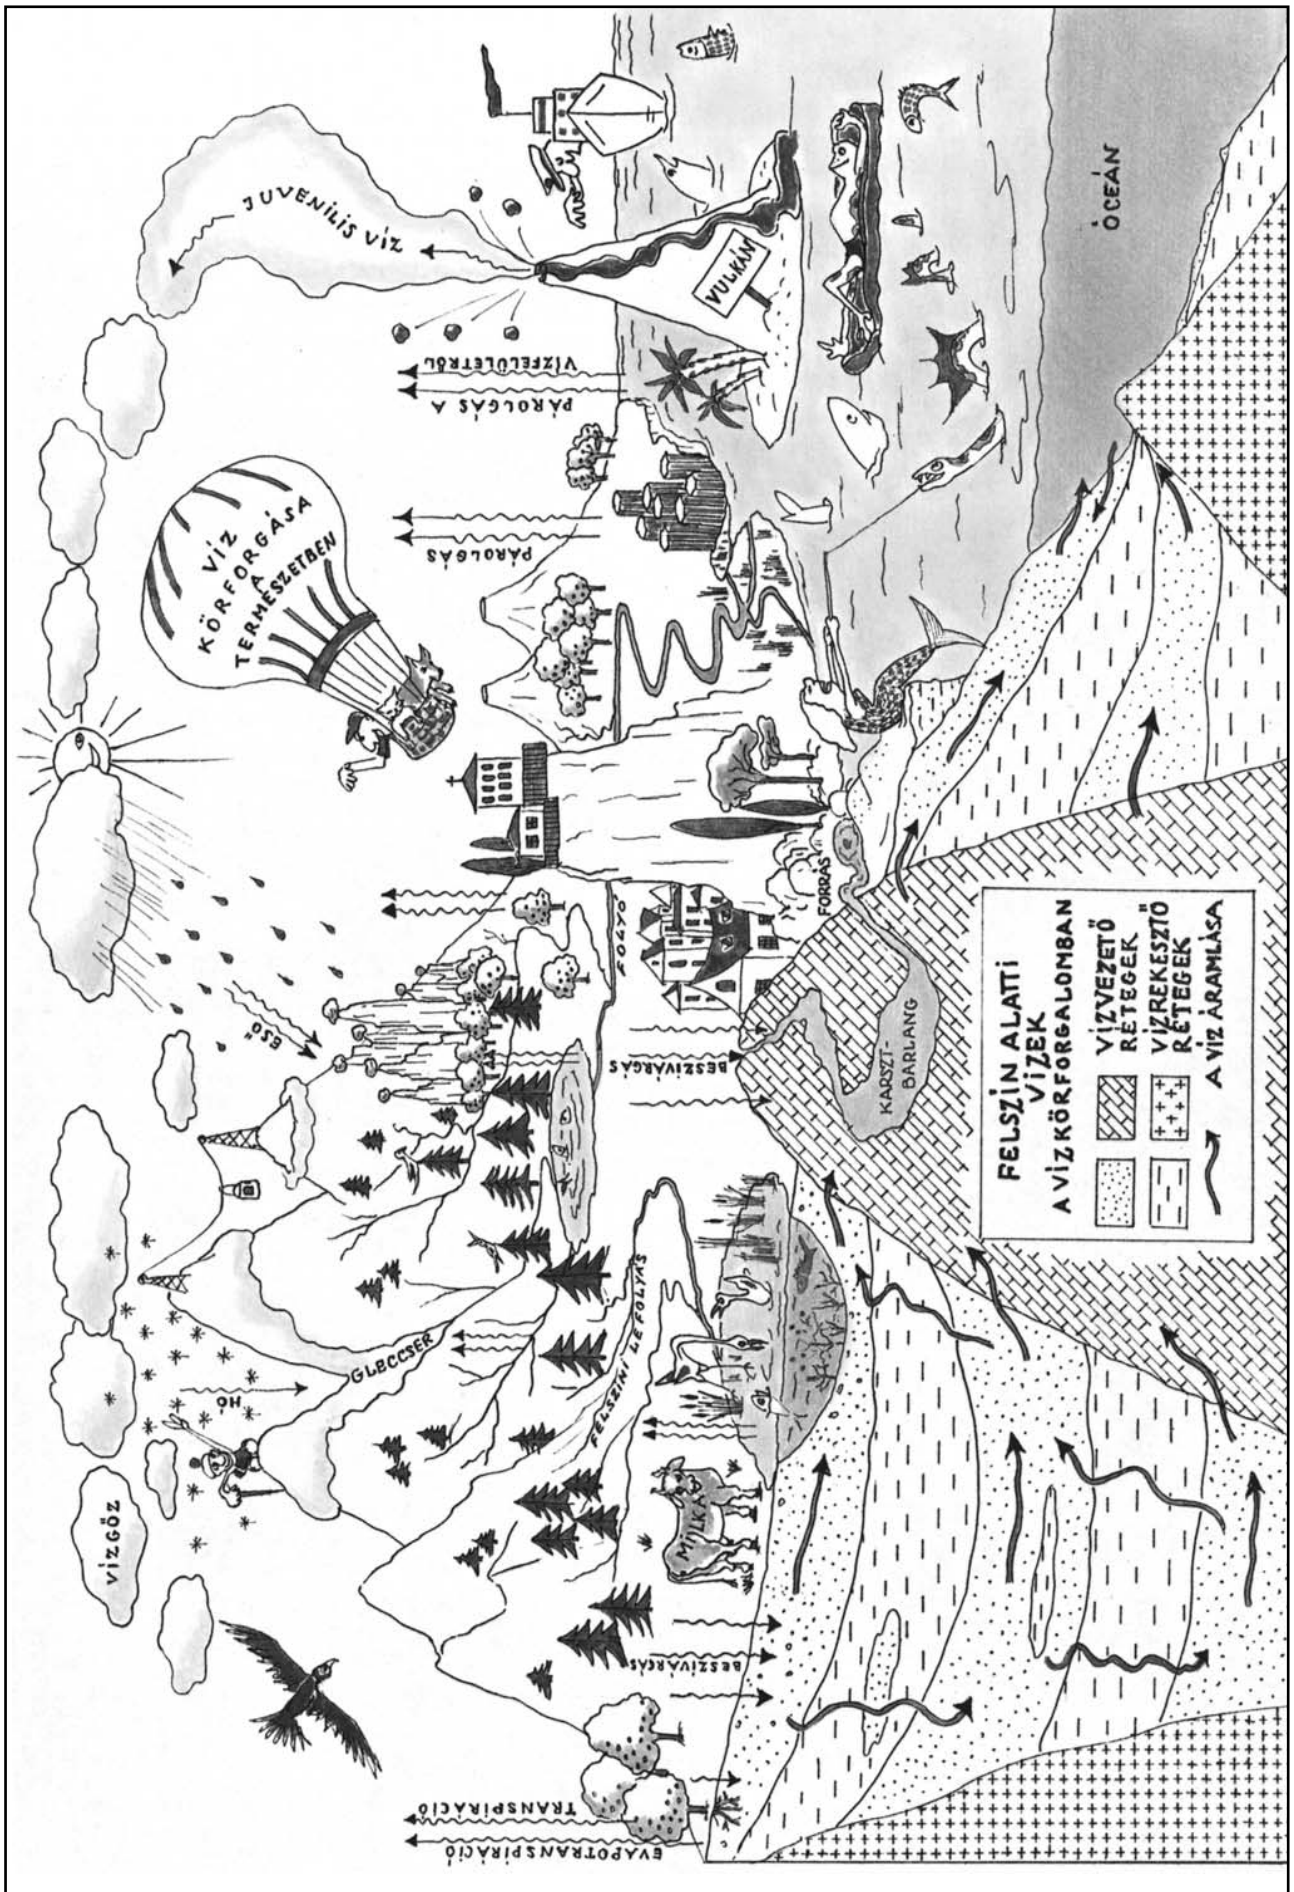 VÍZGŐZ
HÓ
GLECCSER
ESŐ
VÍZ
KÖRFORGÁSA
A
TERMÉSZETBEN
JUVENILIS VÍZ
EVAPOTRANSPIRÁCIÓ
TRANSPIRÁCIÓ
BESZIVÁRGÁS
MILKA
FELSZÍNI LEFOLYÁS
BESZIVÁRGÁS
FOLYÓ
FORRÁS
PÁROLGÁS
PÁROLGÁS A
VÍZFELÜLETRŐL
VULKÁN
KARSZT-
BARLANG
ÓCEÁN
FELSZÍN ALATTI
VIZEK
A VÍZKÖRFORGALOMBAN
VÍZVEZETŐ
RÉTEGEK
VÍZREKESZTŐ
RÉTEGEK
A VÍZ ÁRAMLÁSA